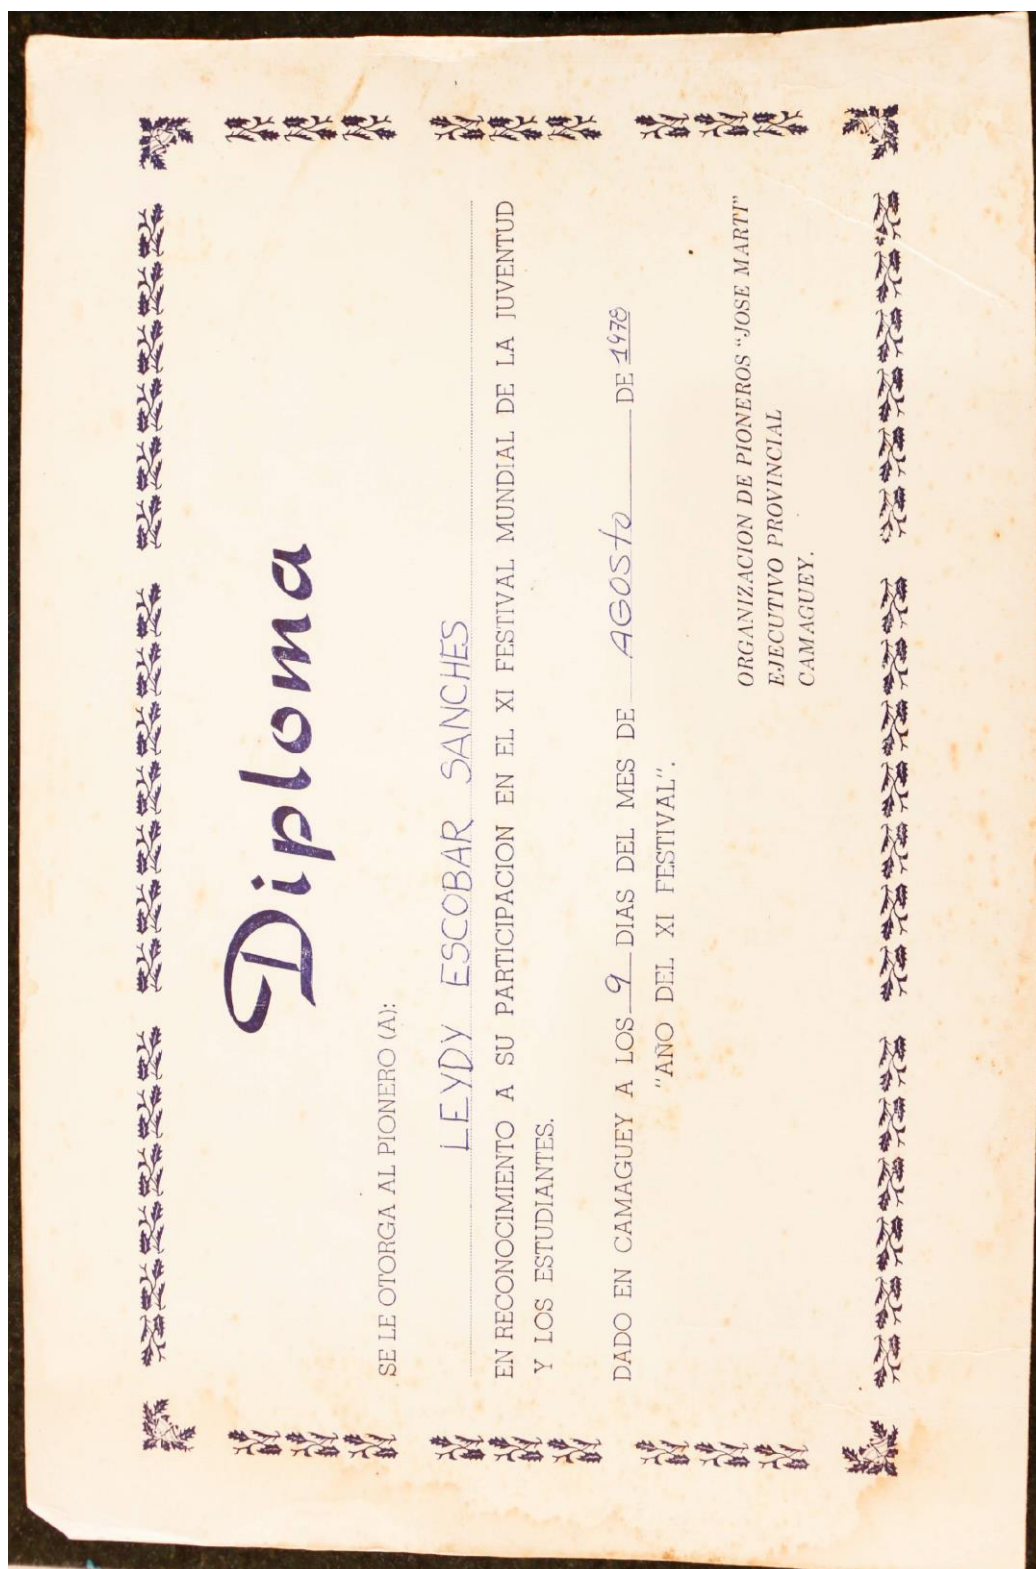 Diploma
SE LE OTORGA AL PIONERO (A):
LEYDY ESCOBAR SANCHES
EN RECONOCIMIENTO A SU PARTICIPACION EN EL XI FESTIVAL MUNDIAL DE LA JUVENTUD
Y LOS ESTUDIANTES.
DADO EN CAMAGUEY A LOS 9 DIAS DEL MES DE AGOSTO DE 1978
"AÑO DEL XI FESTIVAL".
ORGANIZACION DE PIONEROS "JOSE MARTI"
EJECUTIVO PROVINCIAL
CAMAGUEY.